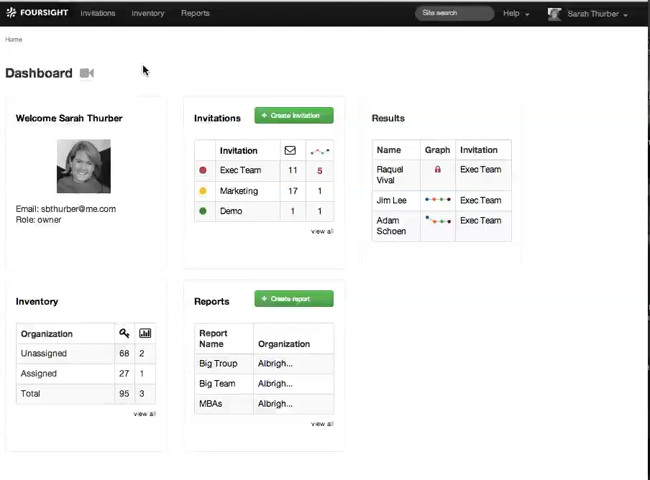 FOURSIGHT Invitations Inventory Reports Site search Help Sarah Thurber
Home
Dashboard
Welcome Sarah Thurber
Email: sbthurber@me.com
Role: owner
Invitations
+ Create invitation
Invitation
Exec Team 11 5
Marketing 17 1
Demo 1 1
view all
Results
Name Graph Invitation
Raquel Exec Team
Vival
Jim Lee Exec Team
Adam Exec Team
Schoen
Inventory
Organization
Unassigned 68 2
Assigned 27 1
Total 95 3
view all
Reports
+ Create report
Report
Name Organization
Big Troup Albrigh...
Big Team Albrigh...
MBAs Albrigh...
view all